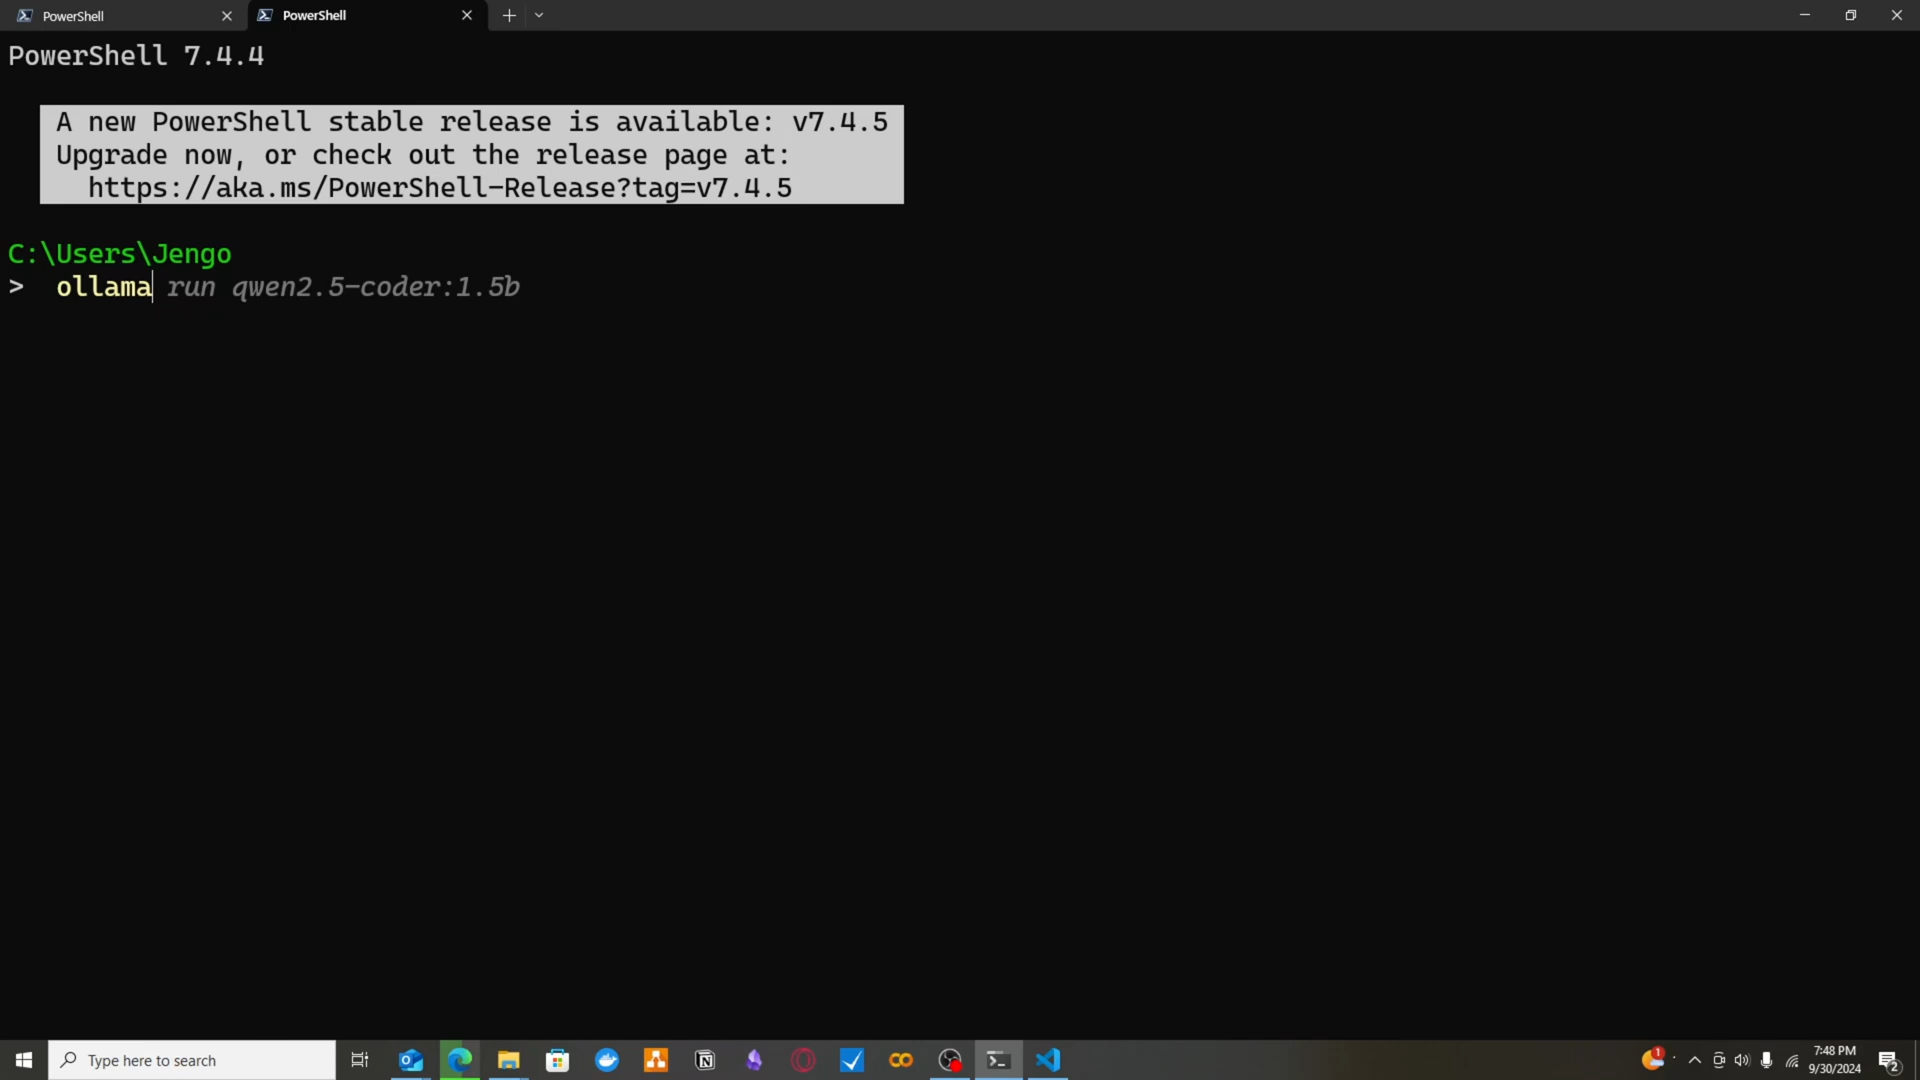 PowerShell
PowerShell
PowerShell 7.4.4
A new PowerShell stable release is available: v7.4.5
Upgrade now, or check out the release page at:
https://aka.ms/PowerShell-Release?tag=v7.4.5
C:\Users\Jengo
> ollama run qwen2.5-coder:1.5b
Type here to search
1
7:48 PM
9/30/2024
2